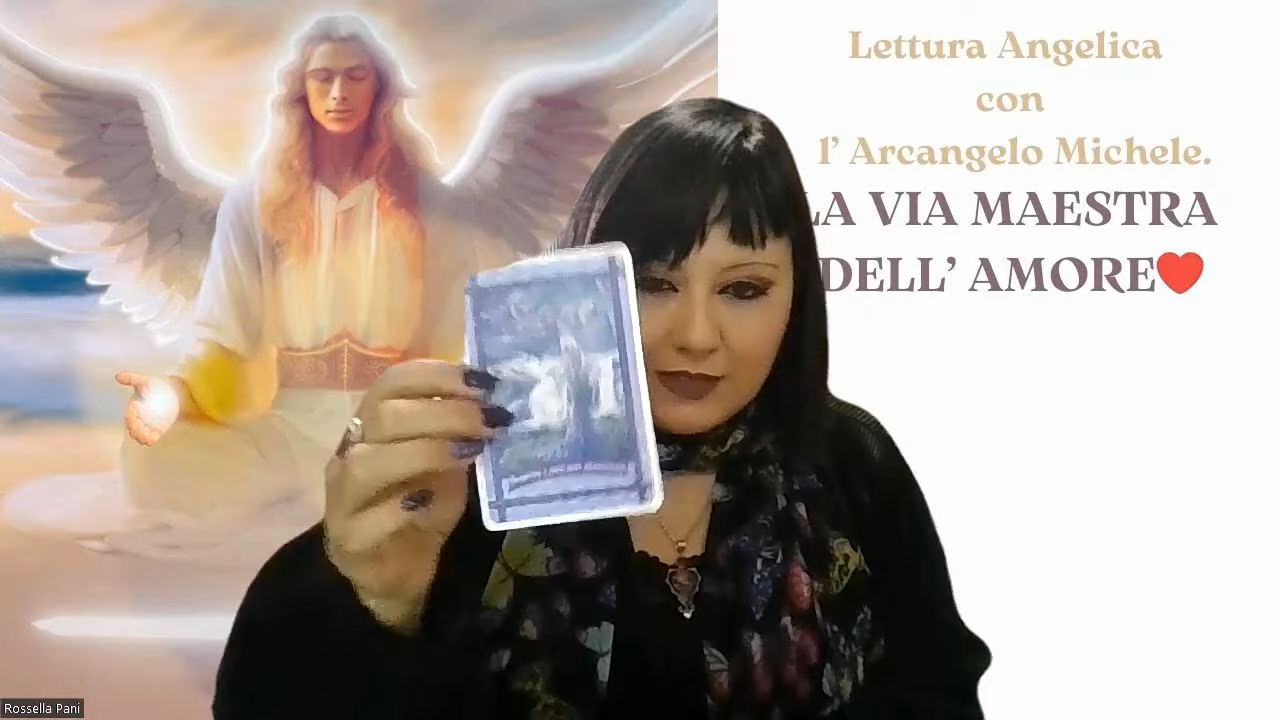 Lettura Angelica
con
l' Arcangelo Michele.
LA VIA MAESTRA
DELL' AMORE❤️
Rossella Pani